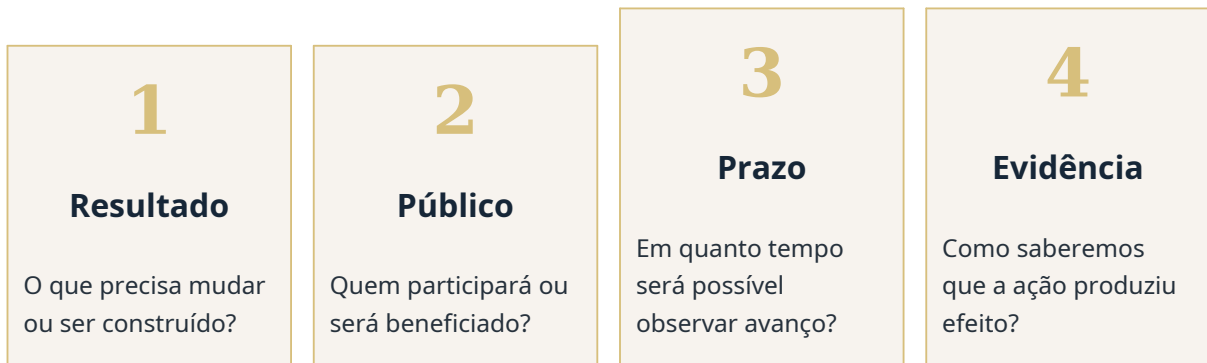 1
Resultado
O que precisa mudar
ou ser construído?
2
Público
Quem participará ou
será beneficiado?
3
Prazo
Em quanto tempo
será possível
observar avanço?
4
Evidência
Como saberemos
que a ação produziu
efeito?